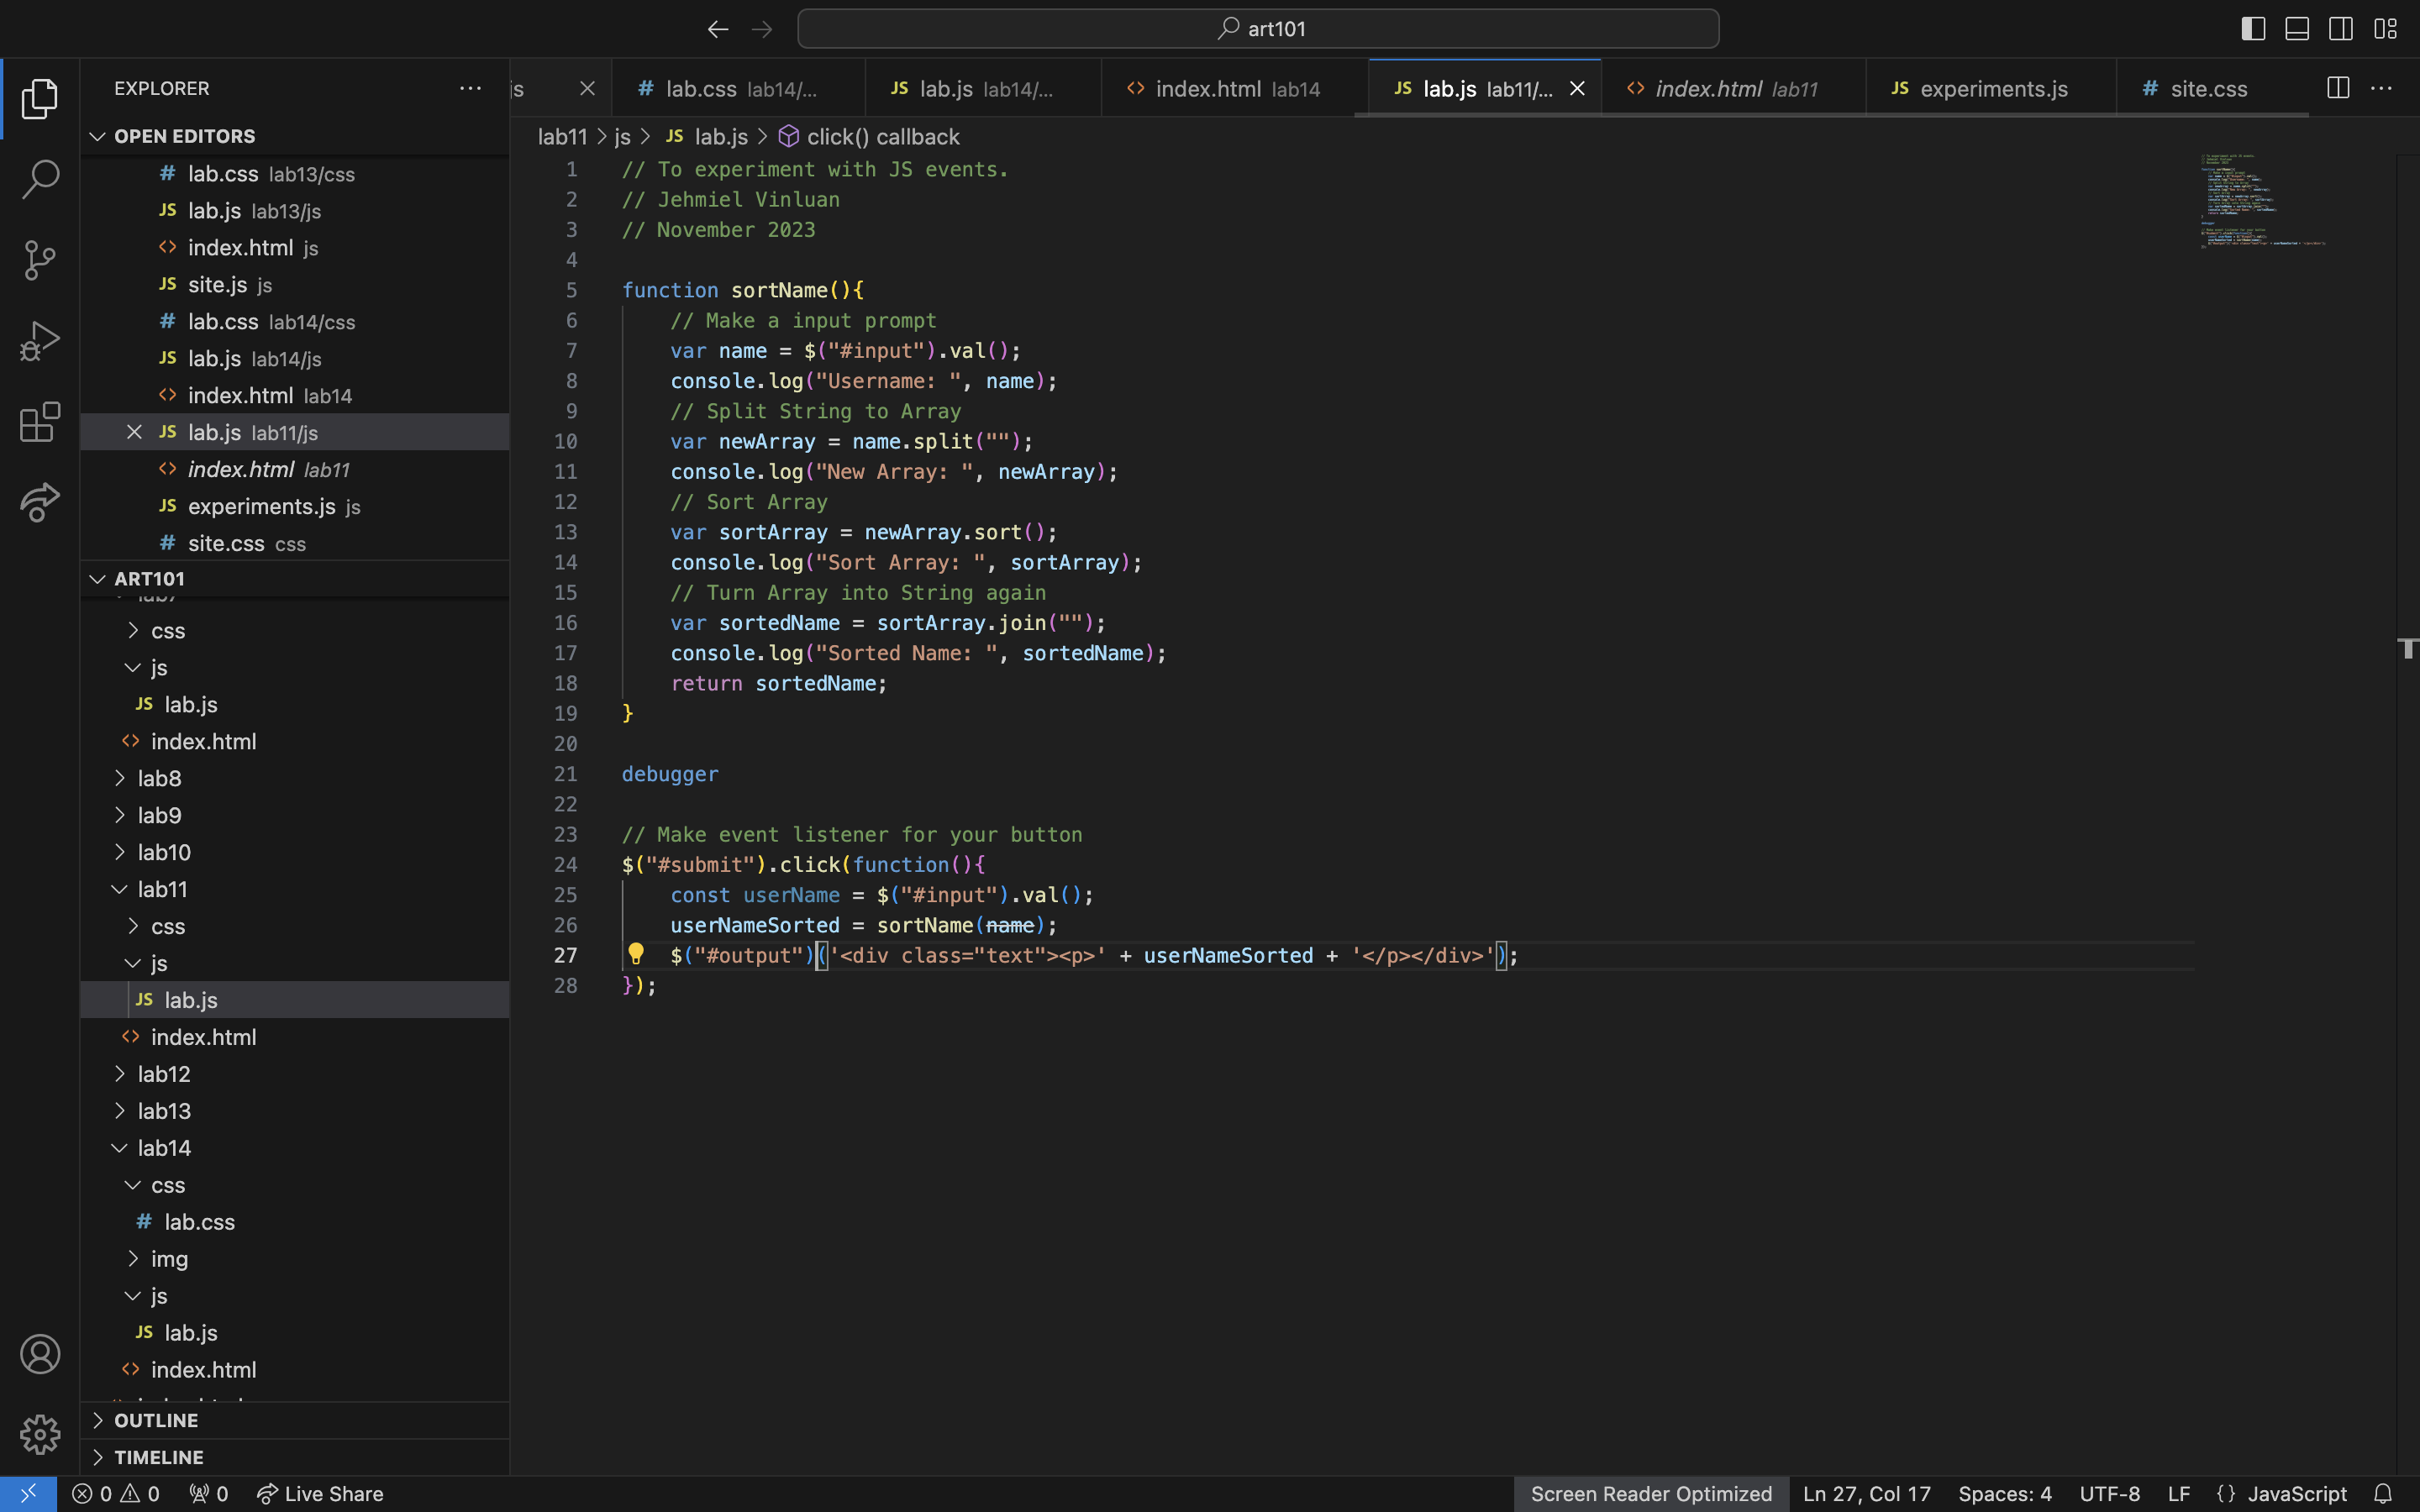 art101
EXPLORER
OPEN EDITORS
# lab.css lab13/css
JS lab.js lab13/js
<> index.html js
JS site.js js
# lab.css lab14/css
JS lab.js lab14/js
<> index.html lab14
JS lab.js lab11/js
<> index.html lab11
JS experiments.js js
# site.css css
ART101
lab7
css
js
JS lab.js
<> index.html
lab8
lab9
lab10
lab11
css
js
JS lab.js
<> index.html
lab12
lab13
lab14
css
# lab.css
img
js
JS lab.js
<> index.html
OUTLINE
TIMELINE
js # lab.css lab14/... JS lab.js lab14/... <> index.html lab14 JS lab.js lab11/... <> index.html lab11 JS experiments.js # site.css
lab11 > js > JS lab.js > click() callback
1 // To experiment with JS events.
2 // Jehmiel Vinluan
3 // November 2023
4
5 function sortName(){
6 // Make a input prompt
7 var name = $("#input").val();
8 console.log("Username: ", name);
9 // Split String to Array
10 var newArray = name.split("");
11 console.log("New Array: ", newArray);
12 // Sort Array
13 var sortArray = newArray.sort();
14 console.log("Sort Array: ", sortArray);
15 // Turn Array into String again
16 var sortedName = sortArray.join("");
17 console.log("Sorted Name: ", sortedName);
18 return sortedName;
19 }
20
21 debugger
22
23 // Make event listener for your button
24 $("#submit").click(function(){
25 const userName = $("#input").val();
26 userNameSorted = sortName(name);
27 $("#output")('<div class="text"><p>' + userNameSorted + '</p></div>');
28 });
0 0 0 Live Share Screen Reader Optimized Ln 27, Col 17 Spaces: 4 UTF-8 LF {} JavaScript